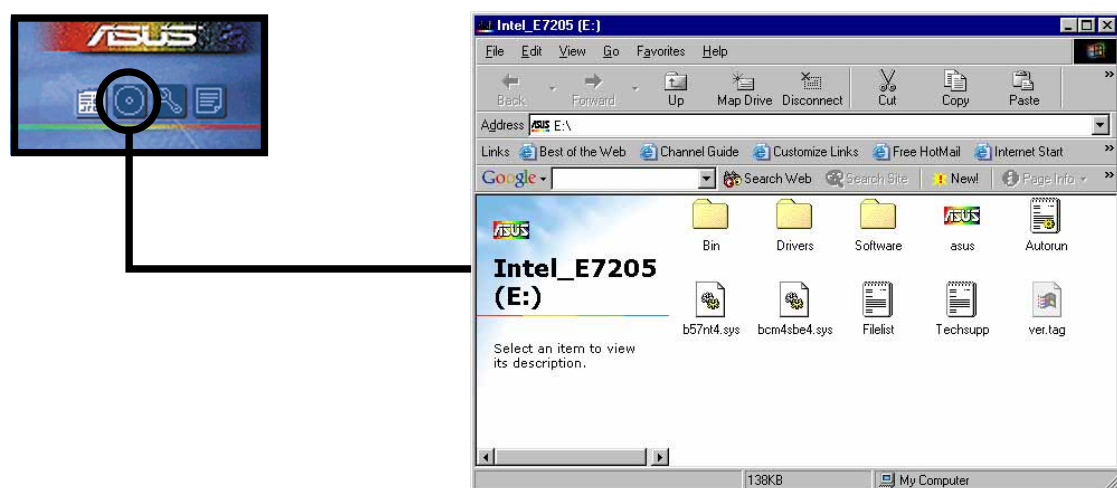 ASUS
Intel_E7205 (E:)
File Edit View Go Favorites Help
Back Forward Up Map Drive Disconnect Cut Copy Paste »
Address ASUS E:\
Links Best of the Web Channel Guide Customize Links Free HotMail Internet Start »
Google Search Web Search Site New! Page Info »
ASUS
Intel_E7205
(E:)
Select an item to view
its description.
ASUS
Bin Drivers Software asus Autorun
b57nt4.sys bcm4sbe4.sys Filelist Techsupp ver.tag
138KB My Computer